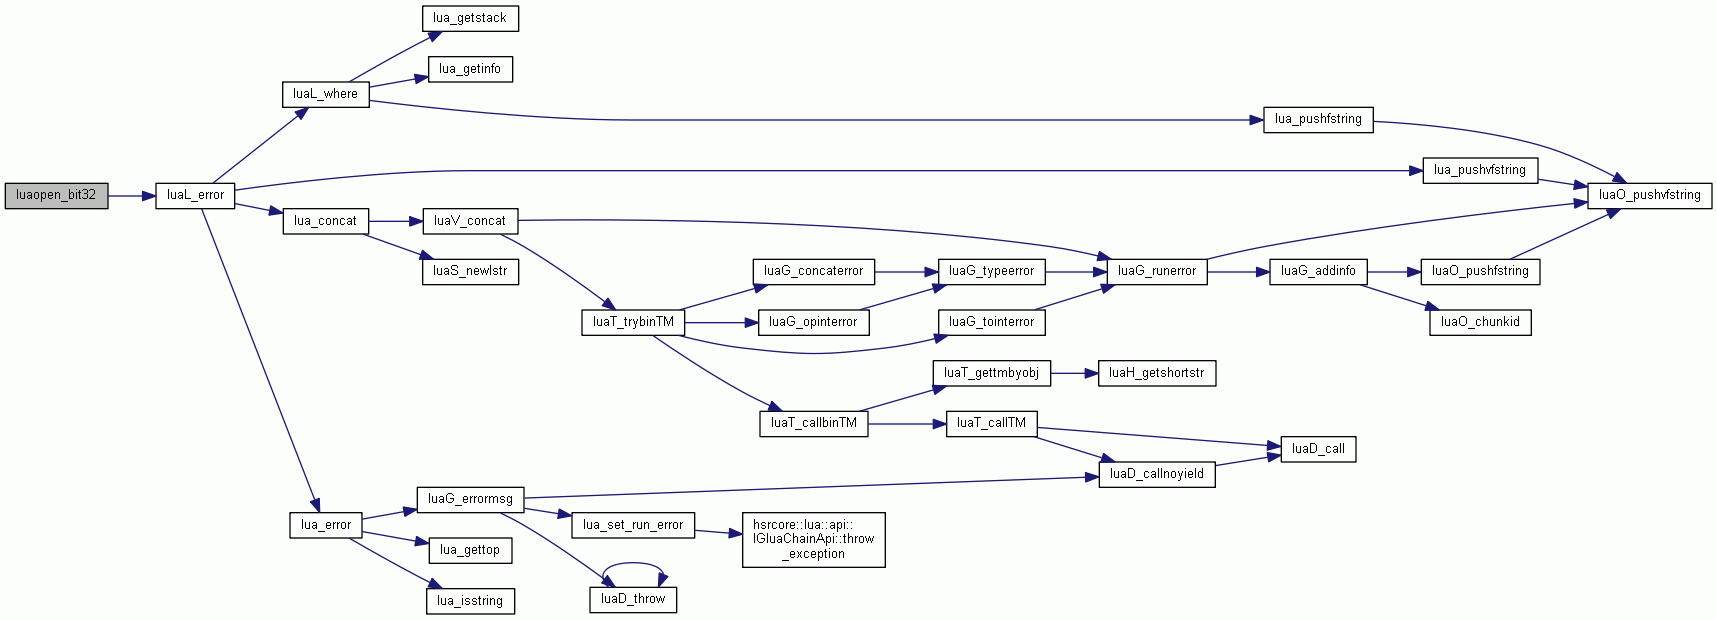 lua_getstack
lua_getinfo
luaL_where
lua_pushfstring
lua_pushvfstring
luaopen_bit32
luaL_error
luaO_pushvfstring
lua_concat
luaV_concat
luaS_newlstr
luaG_concaterror
luaG_typeerror
luaG_runerror
luaG_addinfo
luaO_pushfstring
luaT_trybinTM
luaG_opinterror
luaG_tointerror
luaO_chunkid
luaT_gettmbyobj
luaH_getshortstr
luaT_callbinTM
luaT_callTM
luaD_call
luaD_callnoyield
luaG_errormsg
lua_error
lua_set_run_error
hsrcore::lua::api::
IGluaChainApi::throw
_exception
lua_gettop
lua_isstring
luaD_throw